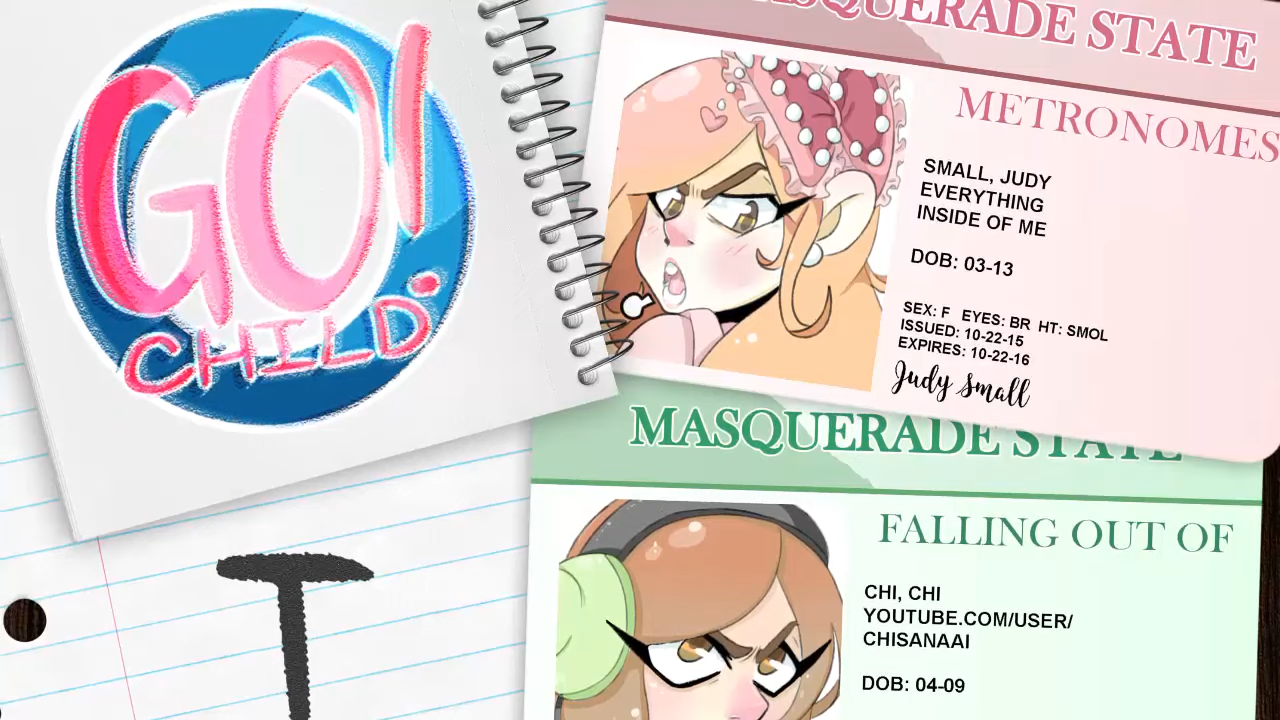 GO!
CHILD.
MASQUERADE STATE
METRONOMES
SMALL, JUDY
EVERYTHING
INSIDE OF ME
DOB: 03-13
SEX: F EYES: BR HT: SMOL
ISSUED: 10-22-15
EXPIRES: 10-22-16
Judy Small
MASQUERADE STATE
FALLING OUT OF
CHI, CHI
YOUTUBE.COM/USER/
CHISANAAI
DOB: 04-09
I